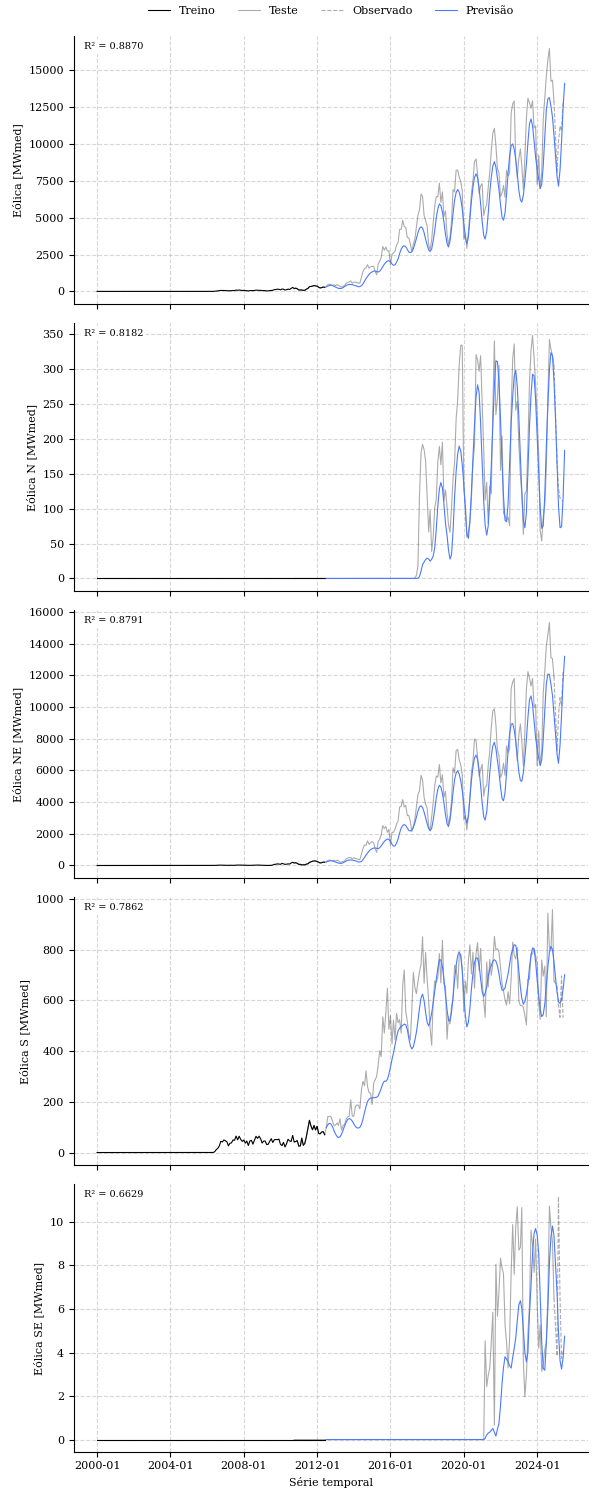 Treino Teste Observado Previsão
R² = 0.8870
Eólica [MWmed]
15000
12500
10000
7500
5000
2500
0
R² = 0.8182
Eólica N [MWmed]
350
300
250
200
150
100
50
0
R² = 0.8791
Eólica NE [MWmed]
16000
14000
12000
10000
8000
6000
4000
2000
0
R² = 0.7862
Eólica S [MWmed]
1000
800
600
400
200
0
R² = 0.6629
Eólica SE [MWmed]
10
8
6
4
2
0
2000-01 2004-01 2008-01 2012-01 2016-01 2020-01 2024-01
Série temporal